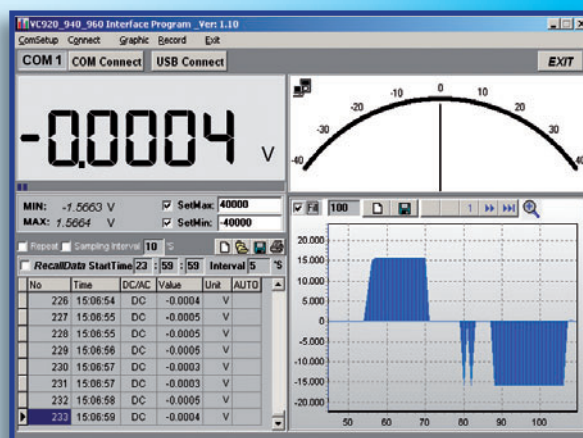 VC920_940_960 Interface Program _Ver: 1.10
ComSetup Connect Graphic Record Exit
COM 1 COM Connect USB Connect EXIT
-0.0004 V
-40 -30 -20 -10 0 10 20 30 40
MIN: -1.5663 V SetMax: 40000
MAX: 1.5664 V SetMin: -40000
Repeat Sampling Interval 10 'S
RecallData StartTime 23 : 59 : 59 Interval 5 'S
No Time DC/AC Value Unit AUTO
226 15:06:54 DC -0.0004 V
227 15:06:55 DC -0.0005 V
228 15:06:55 DC -0.0005 V
229 15:06:56 DC -0.0005 V
230 15:06:57 DC -0.0003 V
231 15:06:57 DC -0.0003 V
232 15:06:58 DC -0.0005 V
233 15:06:59 DC -0.0004 V
Fill 100 1
20.000
15.000
10.000
5.000
0
-5.000
-10.000
-15.000
50 60 70 80 90 100